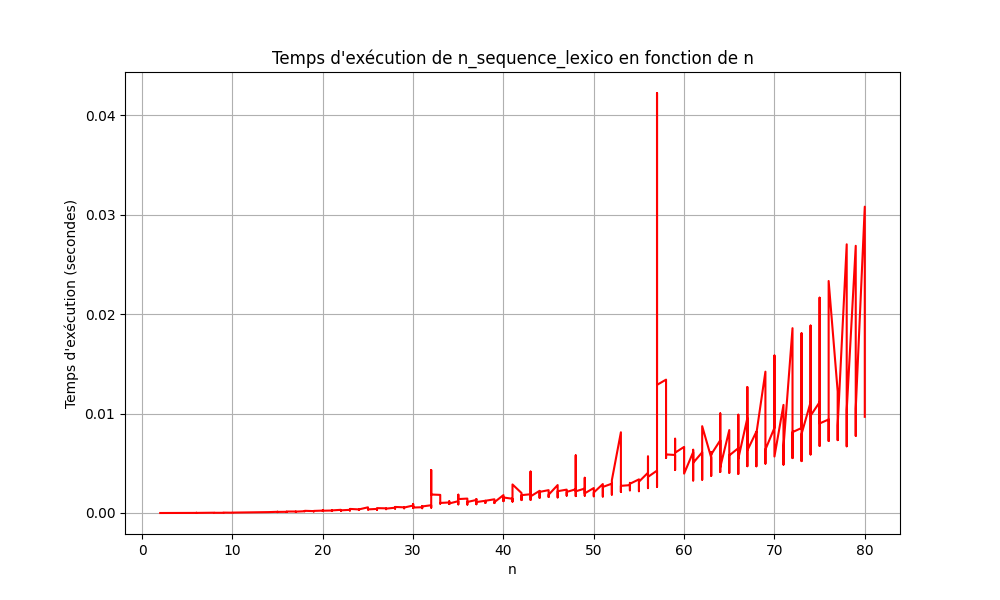 Temps d'exécution de n_sequence_lexico en fonction de n
Temps d'exécution (secondes)
0.04
0.03
0.02
0.01
0.00
0 10 20 30 40 50 60 70 80
n